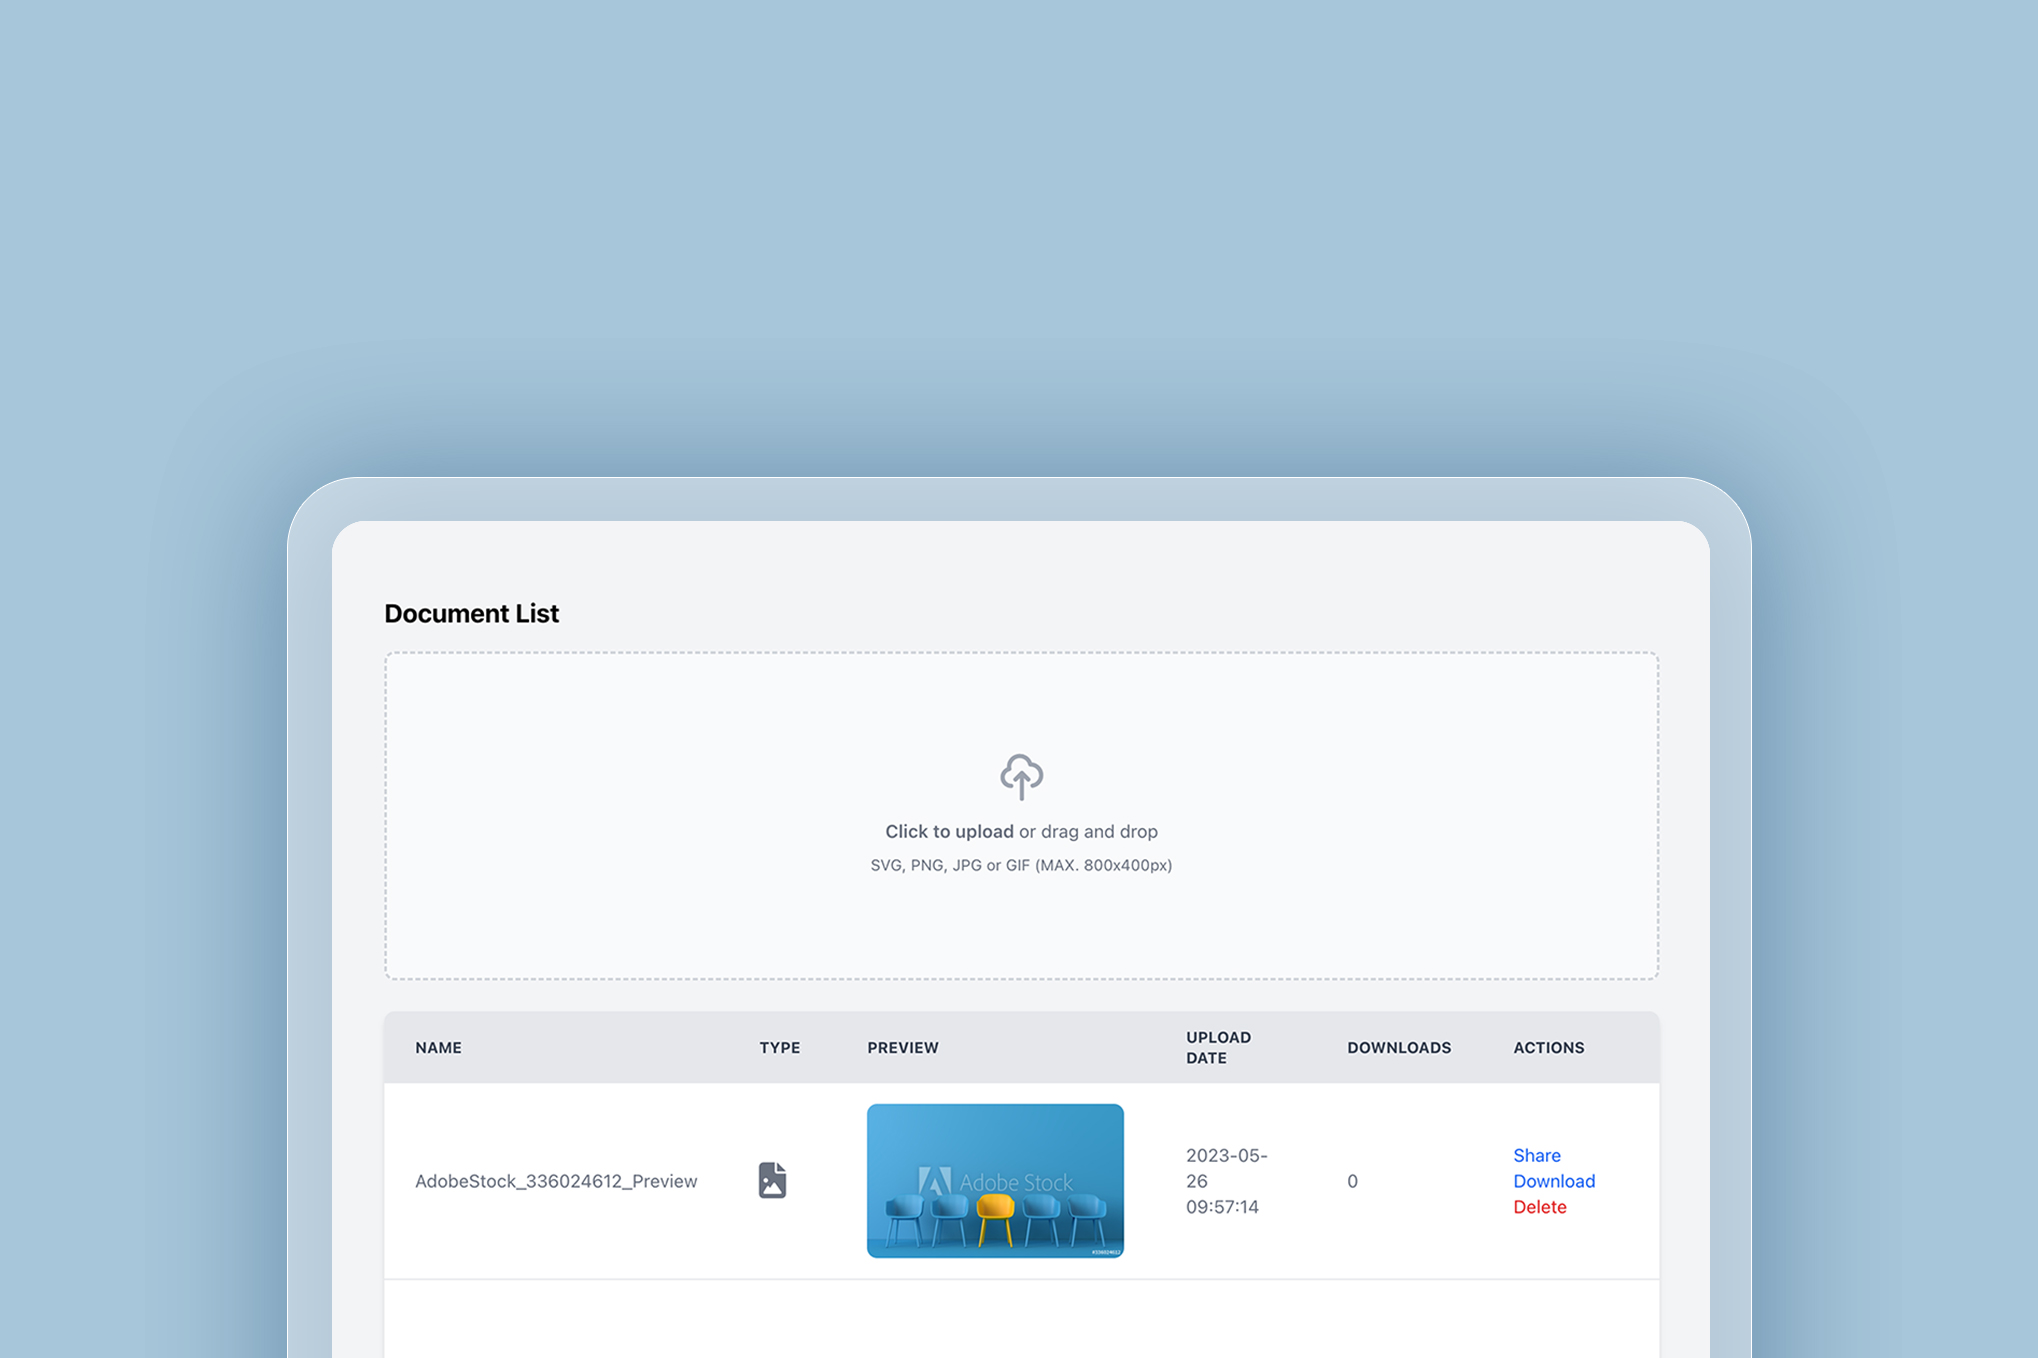 Document List
Click to upload or drag and drop
SVG, PNG, JPG or GIF (MAX. 800x400px)
NAME
TYPE
PREVIEW
UPLOAD
DATE
DOWNLOADS
ACTIONS
AdobeStock_336024612_Preview
Adobe Stock
#336024612
2023-05-
26
09:57:14
0
Share
Download
Delete